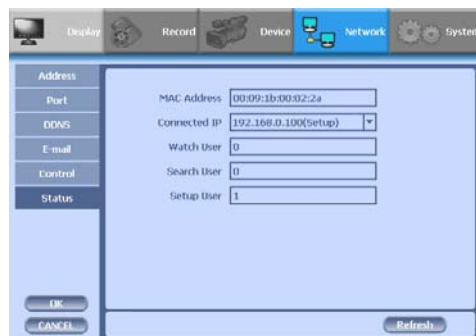 Display Record Device Network System
Address
Port
DDNS
E-mail
Control
Status
MAC Address 00:09:1b:00:02:2a
Connected IP 192.168.0.100(Setup)
Watch User 0
Search User 0
Setup User 1
OK
CANCEL
Refresh